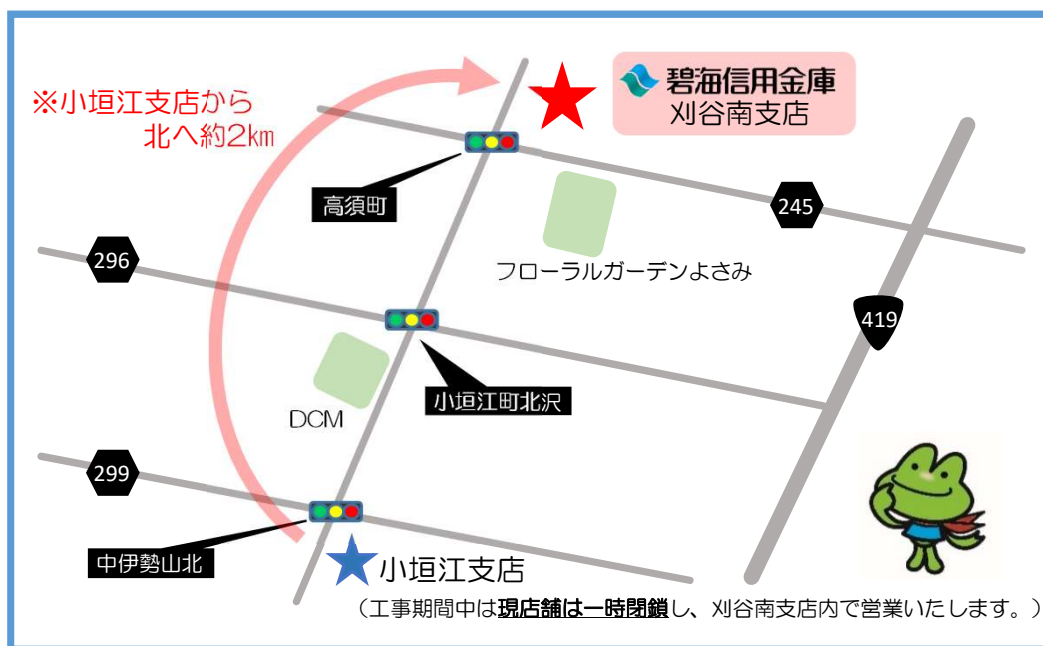 碧海信用金庫
刈谷南支店
※小垣江支店から
北へ約2km
高須町
245
296
フローラルガーデンよさみ
419
小垣江町北沢
DCM
299
中伊勢山北
小垣江支店
（工事期間中は現店舗は一時閉鎖し、刈谷南支店内で営業いたします。）